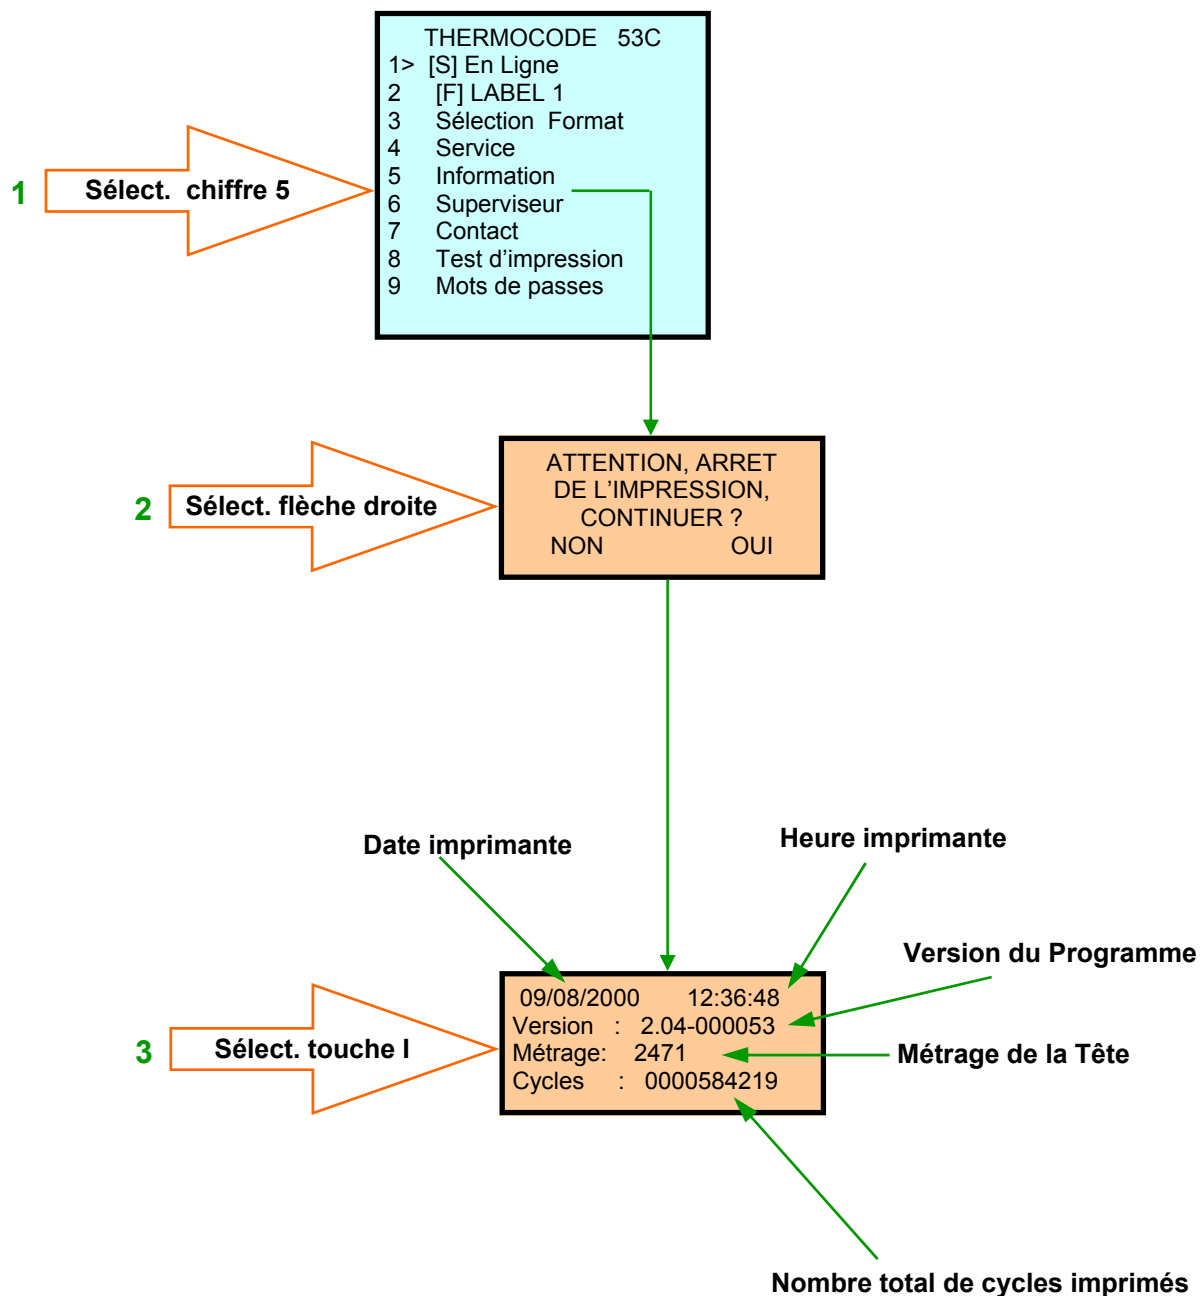 THERMOCODE 53C
1> [S] En Ligne
2 [F] LABEL 1
3 Sélection Format
4 Service
5 Information
6 Superviseur
7 Contact
8 Test d’impression
9 Mots de passes
1 Sélect. chiffre 5
2 Sélect. flèche droite
ATTENTION, ARRET
DE L’IMPRESSION,
CONTINUER ?
NON OUI
Date imprimante
Heure imprimante
Version du Programme
09/08/2000 12:36:48
Version : 2.04-000053
Métrage: 2471
Cycles : 0000584219
3 Sélect. touche I
Métrage de la Tête
Nombre total de cycles imprimés